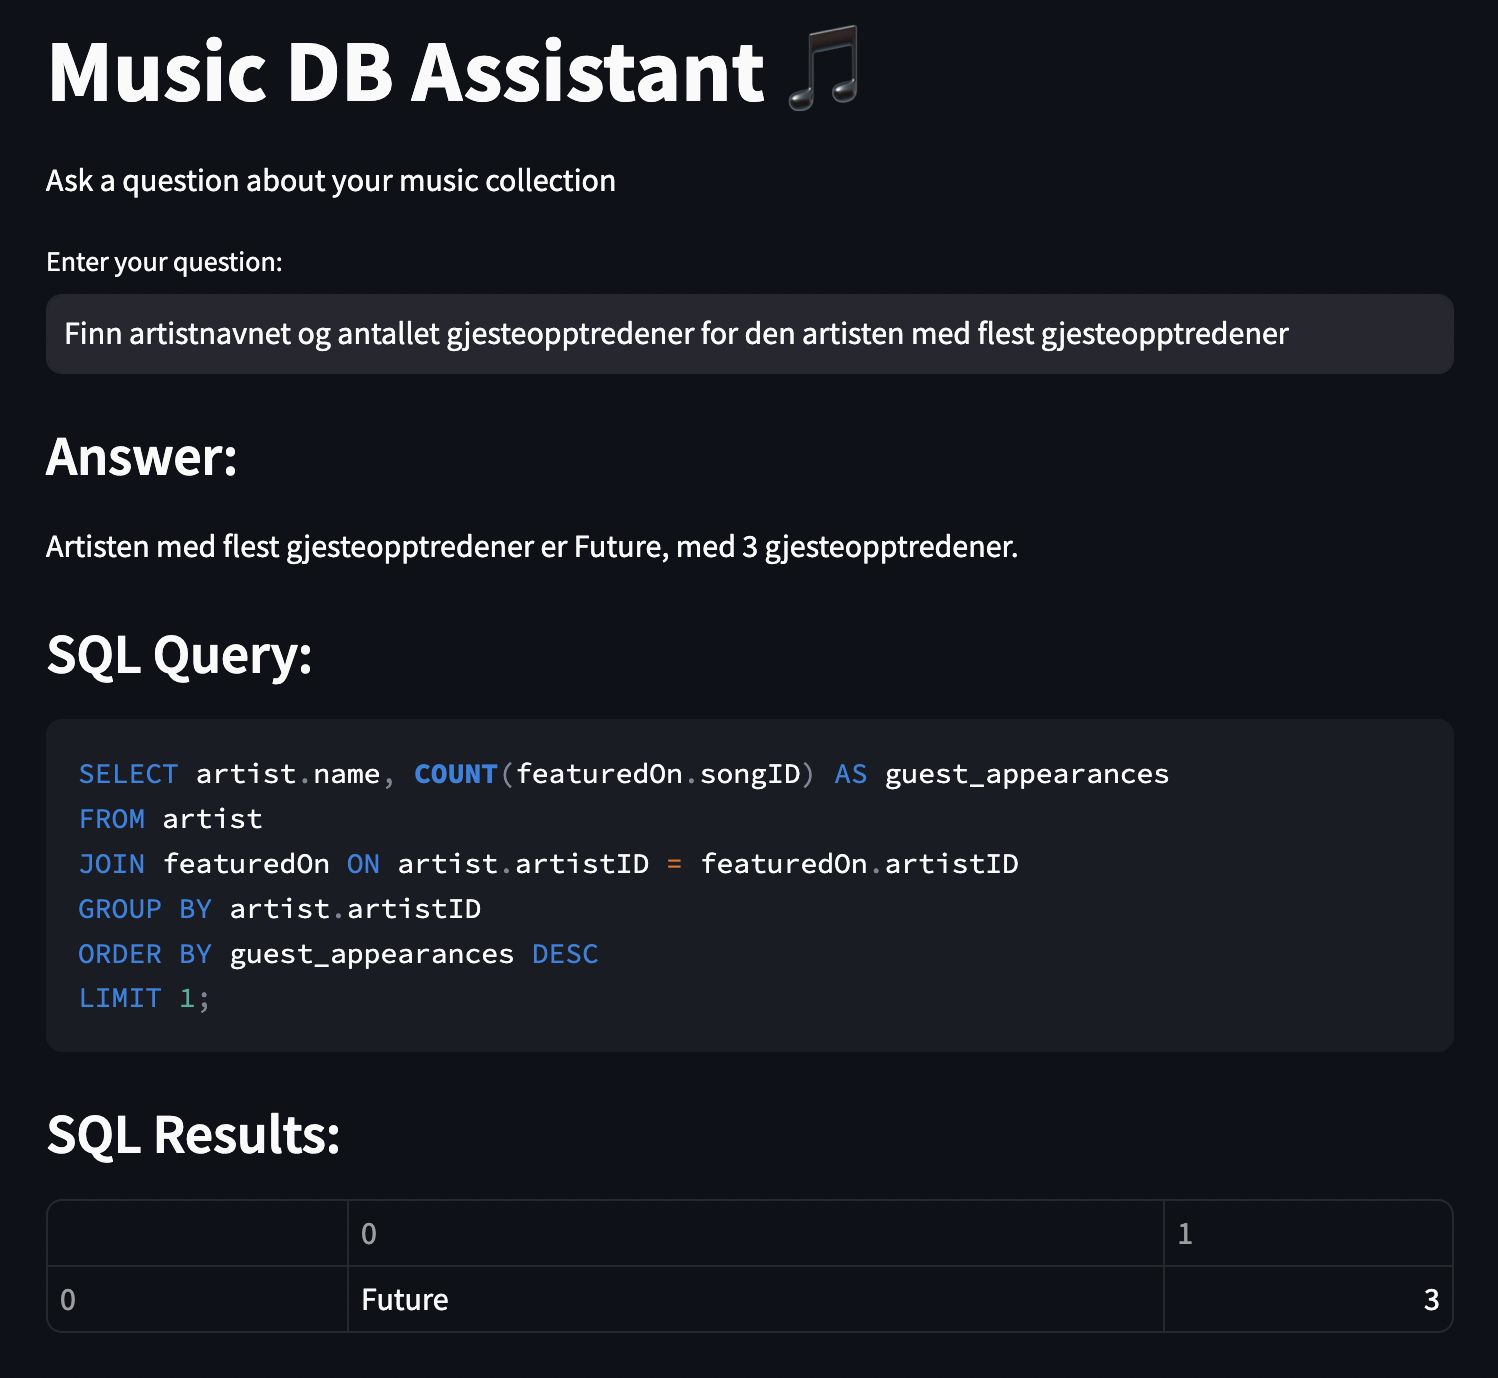 Music DB Assistant 🎵
Ask a question about your music collection
Enter your question:
Finn artistnavnet og antallet gjesteopptredener for den artisten med flest gjesteopptredener
Answer:
Artisten med flest gjesteopptredener er Future, med 3 gjesteopptredener.
SQL Query:
SELECT artist.name, COUNT(featuredOn.songID) AS guest_appearances
FROM artist
JOIN featuredOn ON artist.artistID = featuredOn.artistID
GROUP BY artist.artistID
ORDER BY guest_appearances DESC
LIMIT 1;
SQL Results:
0 1
0 Future 3